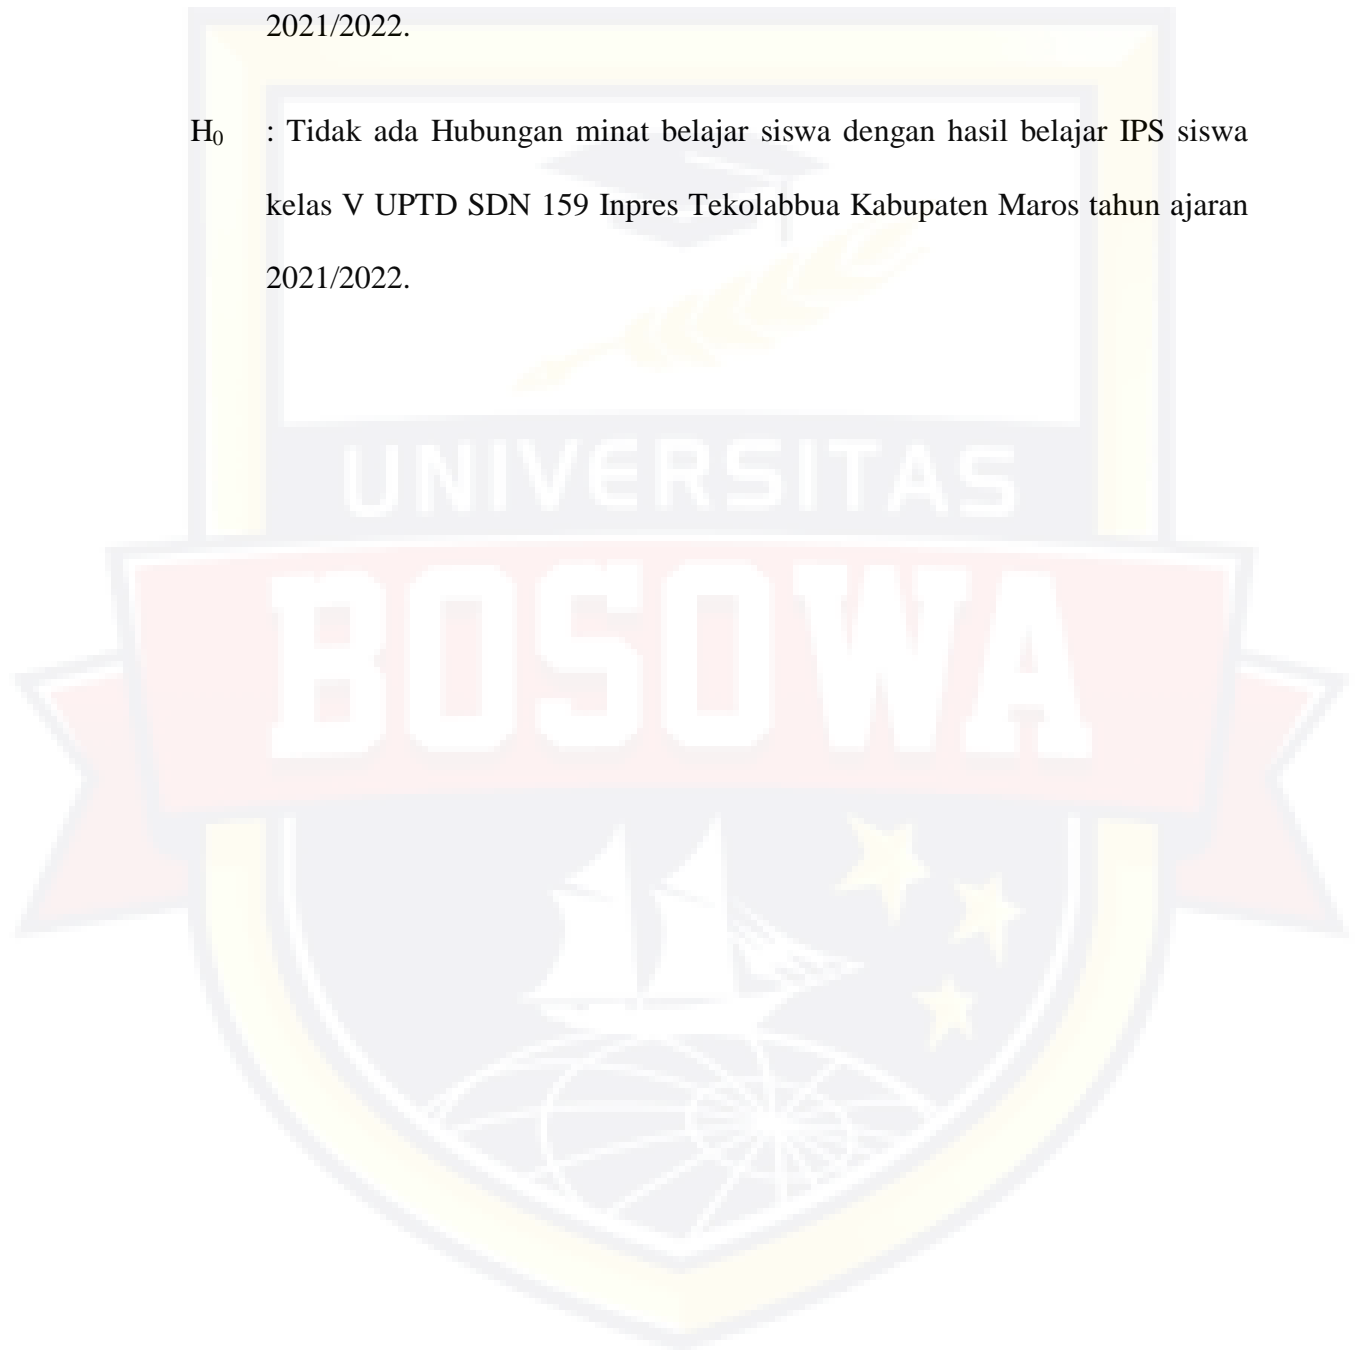 2021/2022.
H₀ : Tidak ada Hubungan minat belajar siswa dengan hasil belajar IPS siswa
kelas V UPTD SDN 159 Inpres Tekolabbua Kabupaten Maros tahun ajaran
2021/2022.
UNIVERSITAS
BOSOWA